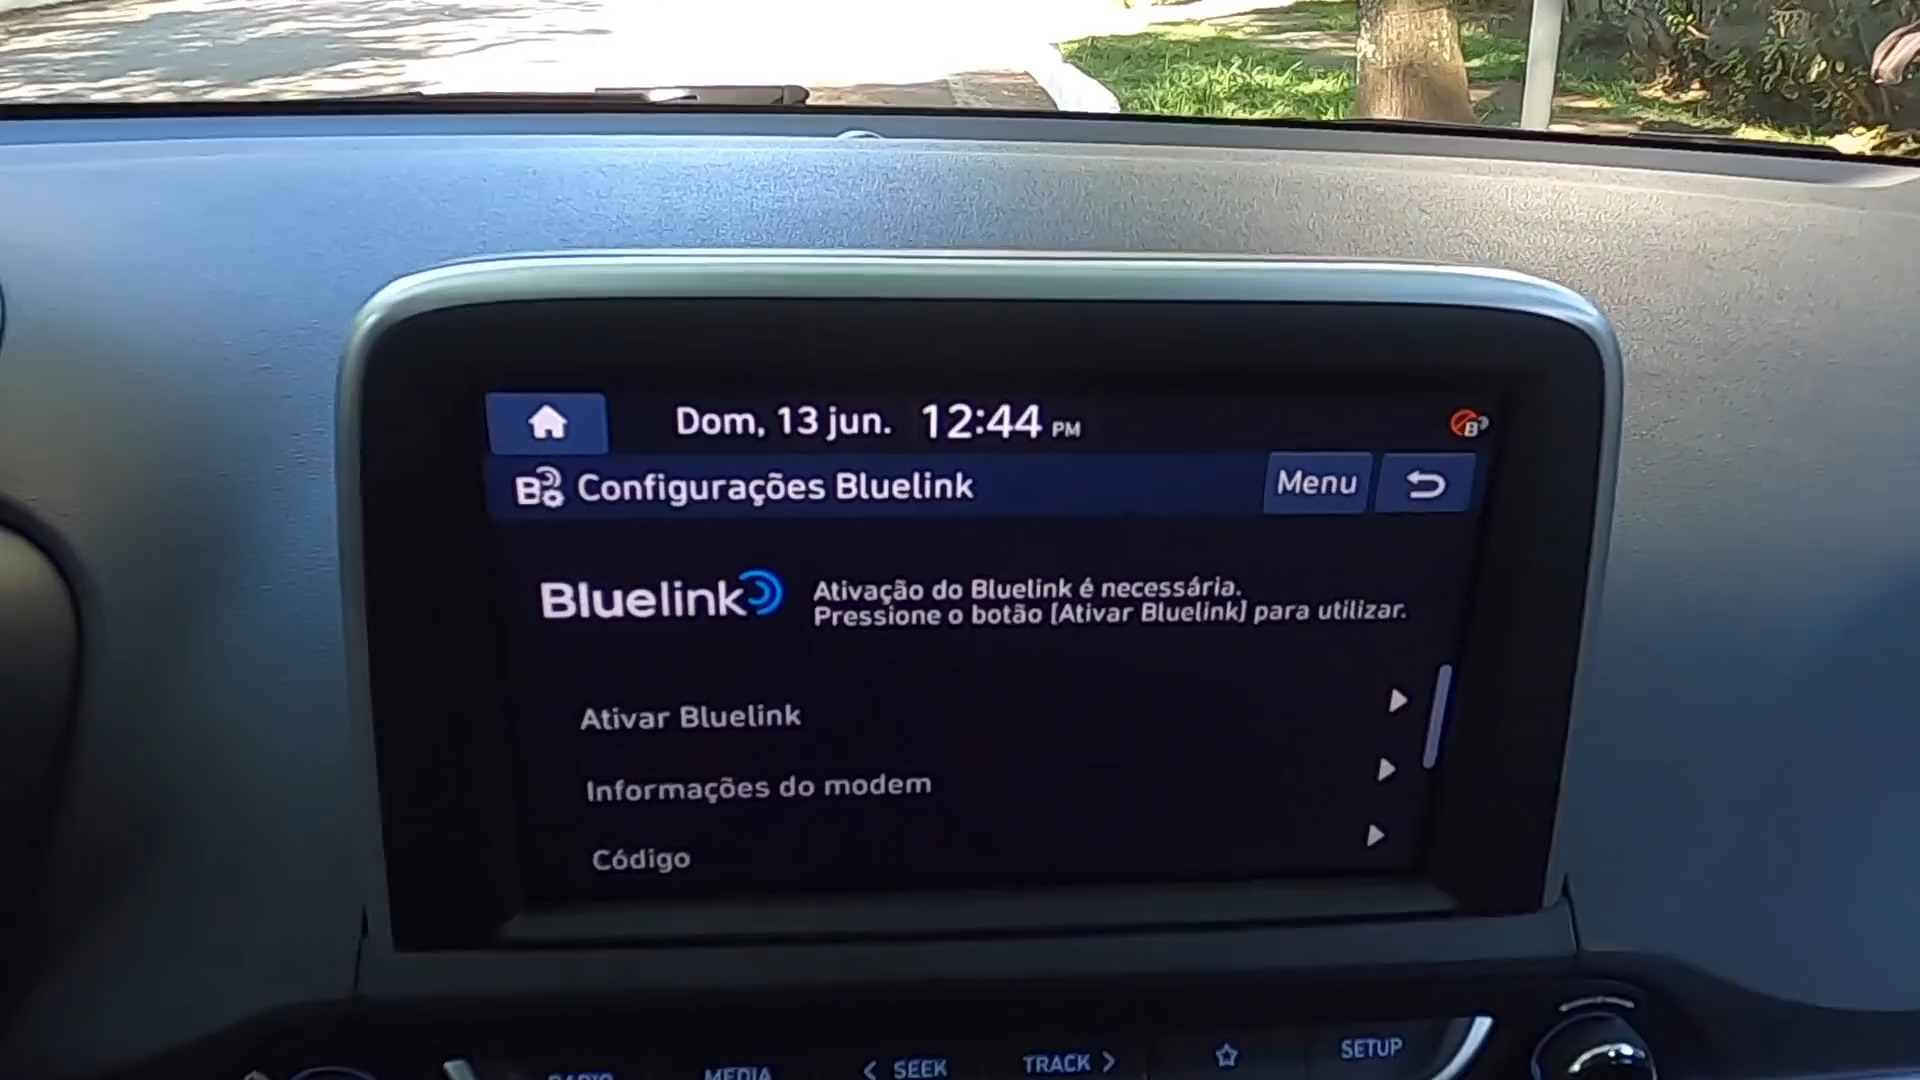 Dom, 13 jun. 12:44 PM
Configurações Bluelink
Menu
Bluelink
Ativação do Bluelink é necessária.
Pressione o botão [Ativar Bluelink] para utilizar.
Ativar Bluelink
Informações do modem
Código
RADIO
MEDIA
< SEEK
TRACK >
SETUP